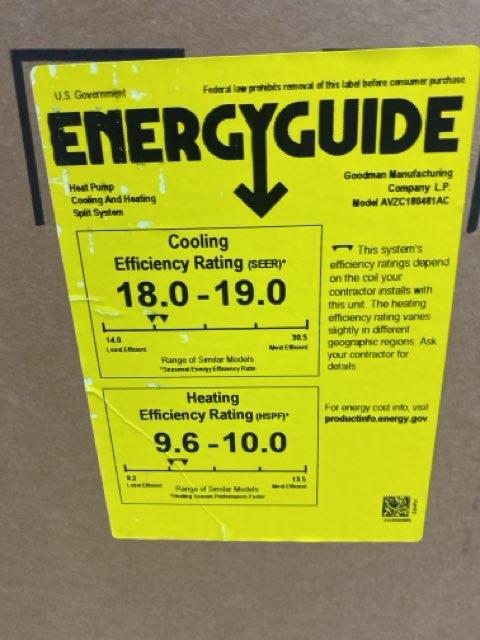 U.S. Government
Federal law prohibits removal of this label before consumer purchase.
ENERGYGUIDE
Heat Pump
Cooling And Heating
Split System
Goodman Manufacturing
Company L.P.
Model AVZC180481AC
Cooling
Efficiency Rating (SEER)*
18.0 - 19.0
14.0
30.5
Least Efficient
Most Efficient
Range of Similar Models
*Seasonal Energy Efficiency Ratio
This system's
efficiency ratings depend
on the coil your
contractor installs with
this unit. The heating
efficiency rating varies
slightly in different
geographic regions. Ask
your contractor for
details.
Heating
Efficiency Rating (HSPF)*
9.6 - 10.0
8.2
13.5
Least Efficient
Most Efficient
Range of Similar Models
*Heating Season Performance Factor
For energy cost info, visit
productinfo.energy.gov